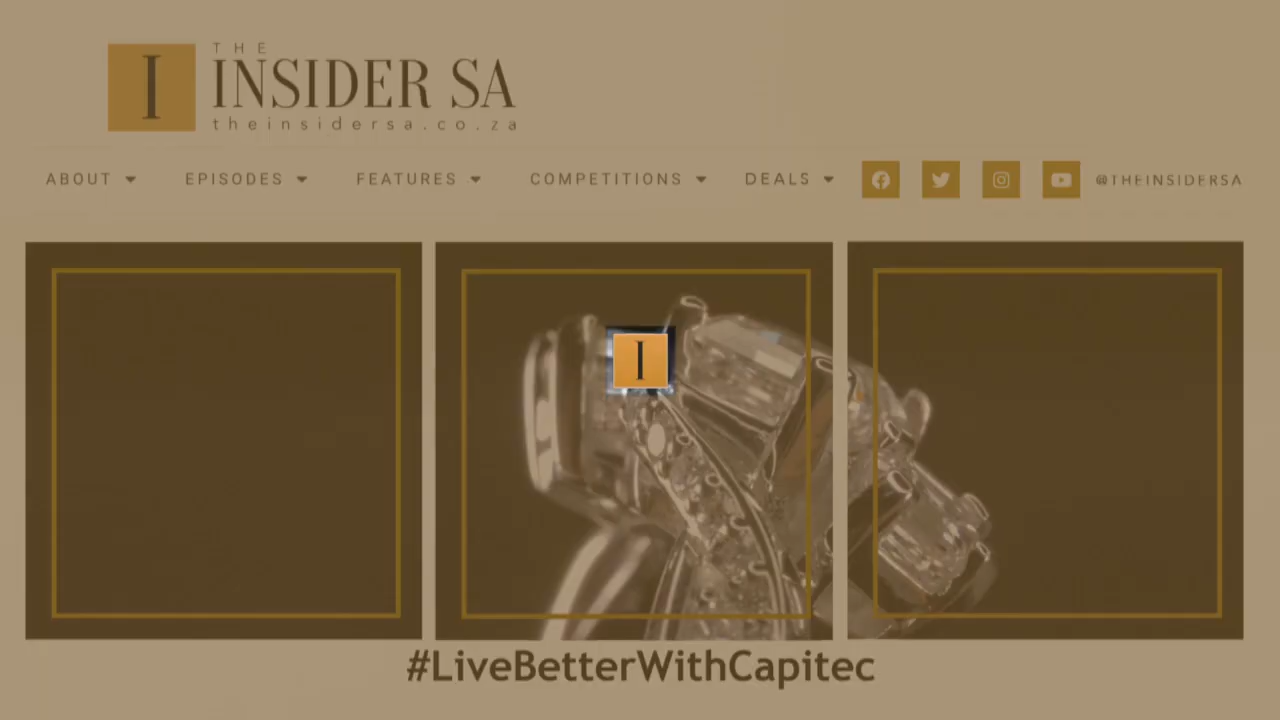 I
THE
INSIDER SA
theinsidersa.co.za
ABOUT EPISODES FEATURES COMPETITIONS DEALS @THEINSIDERSA
I
#LiveBetterWithCapitec